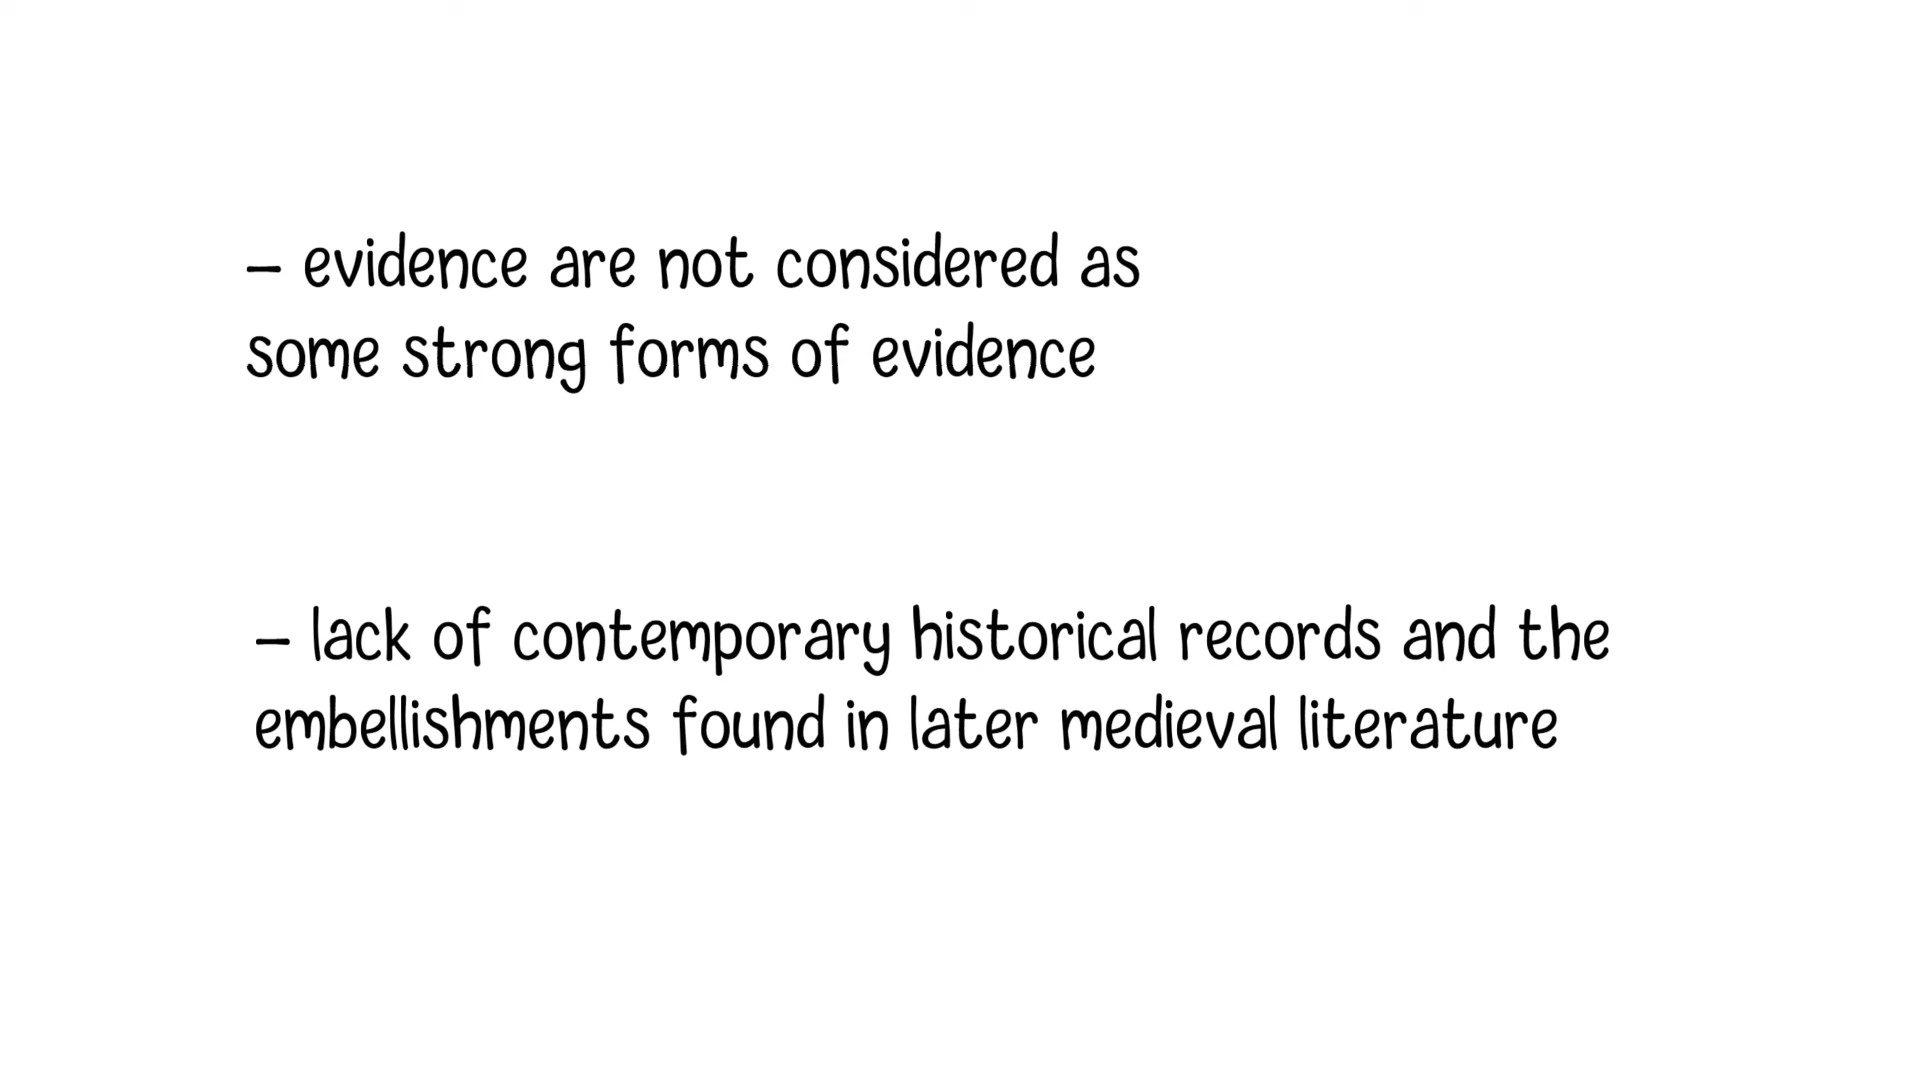 – evidence are not considered as
some strong forms of evidence
– lack of contemporary historical records and the
embellishments found in later medieval literature